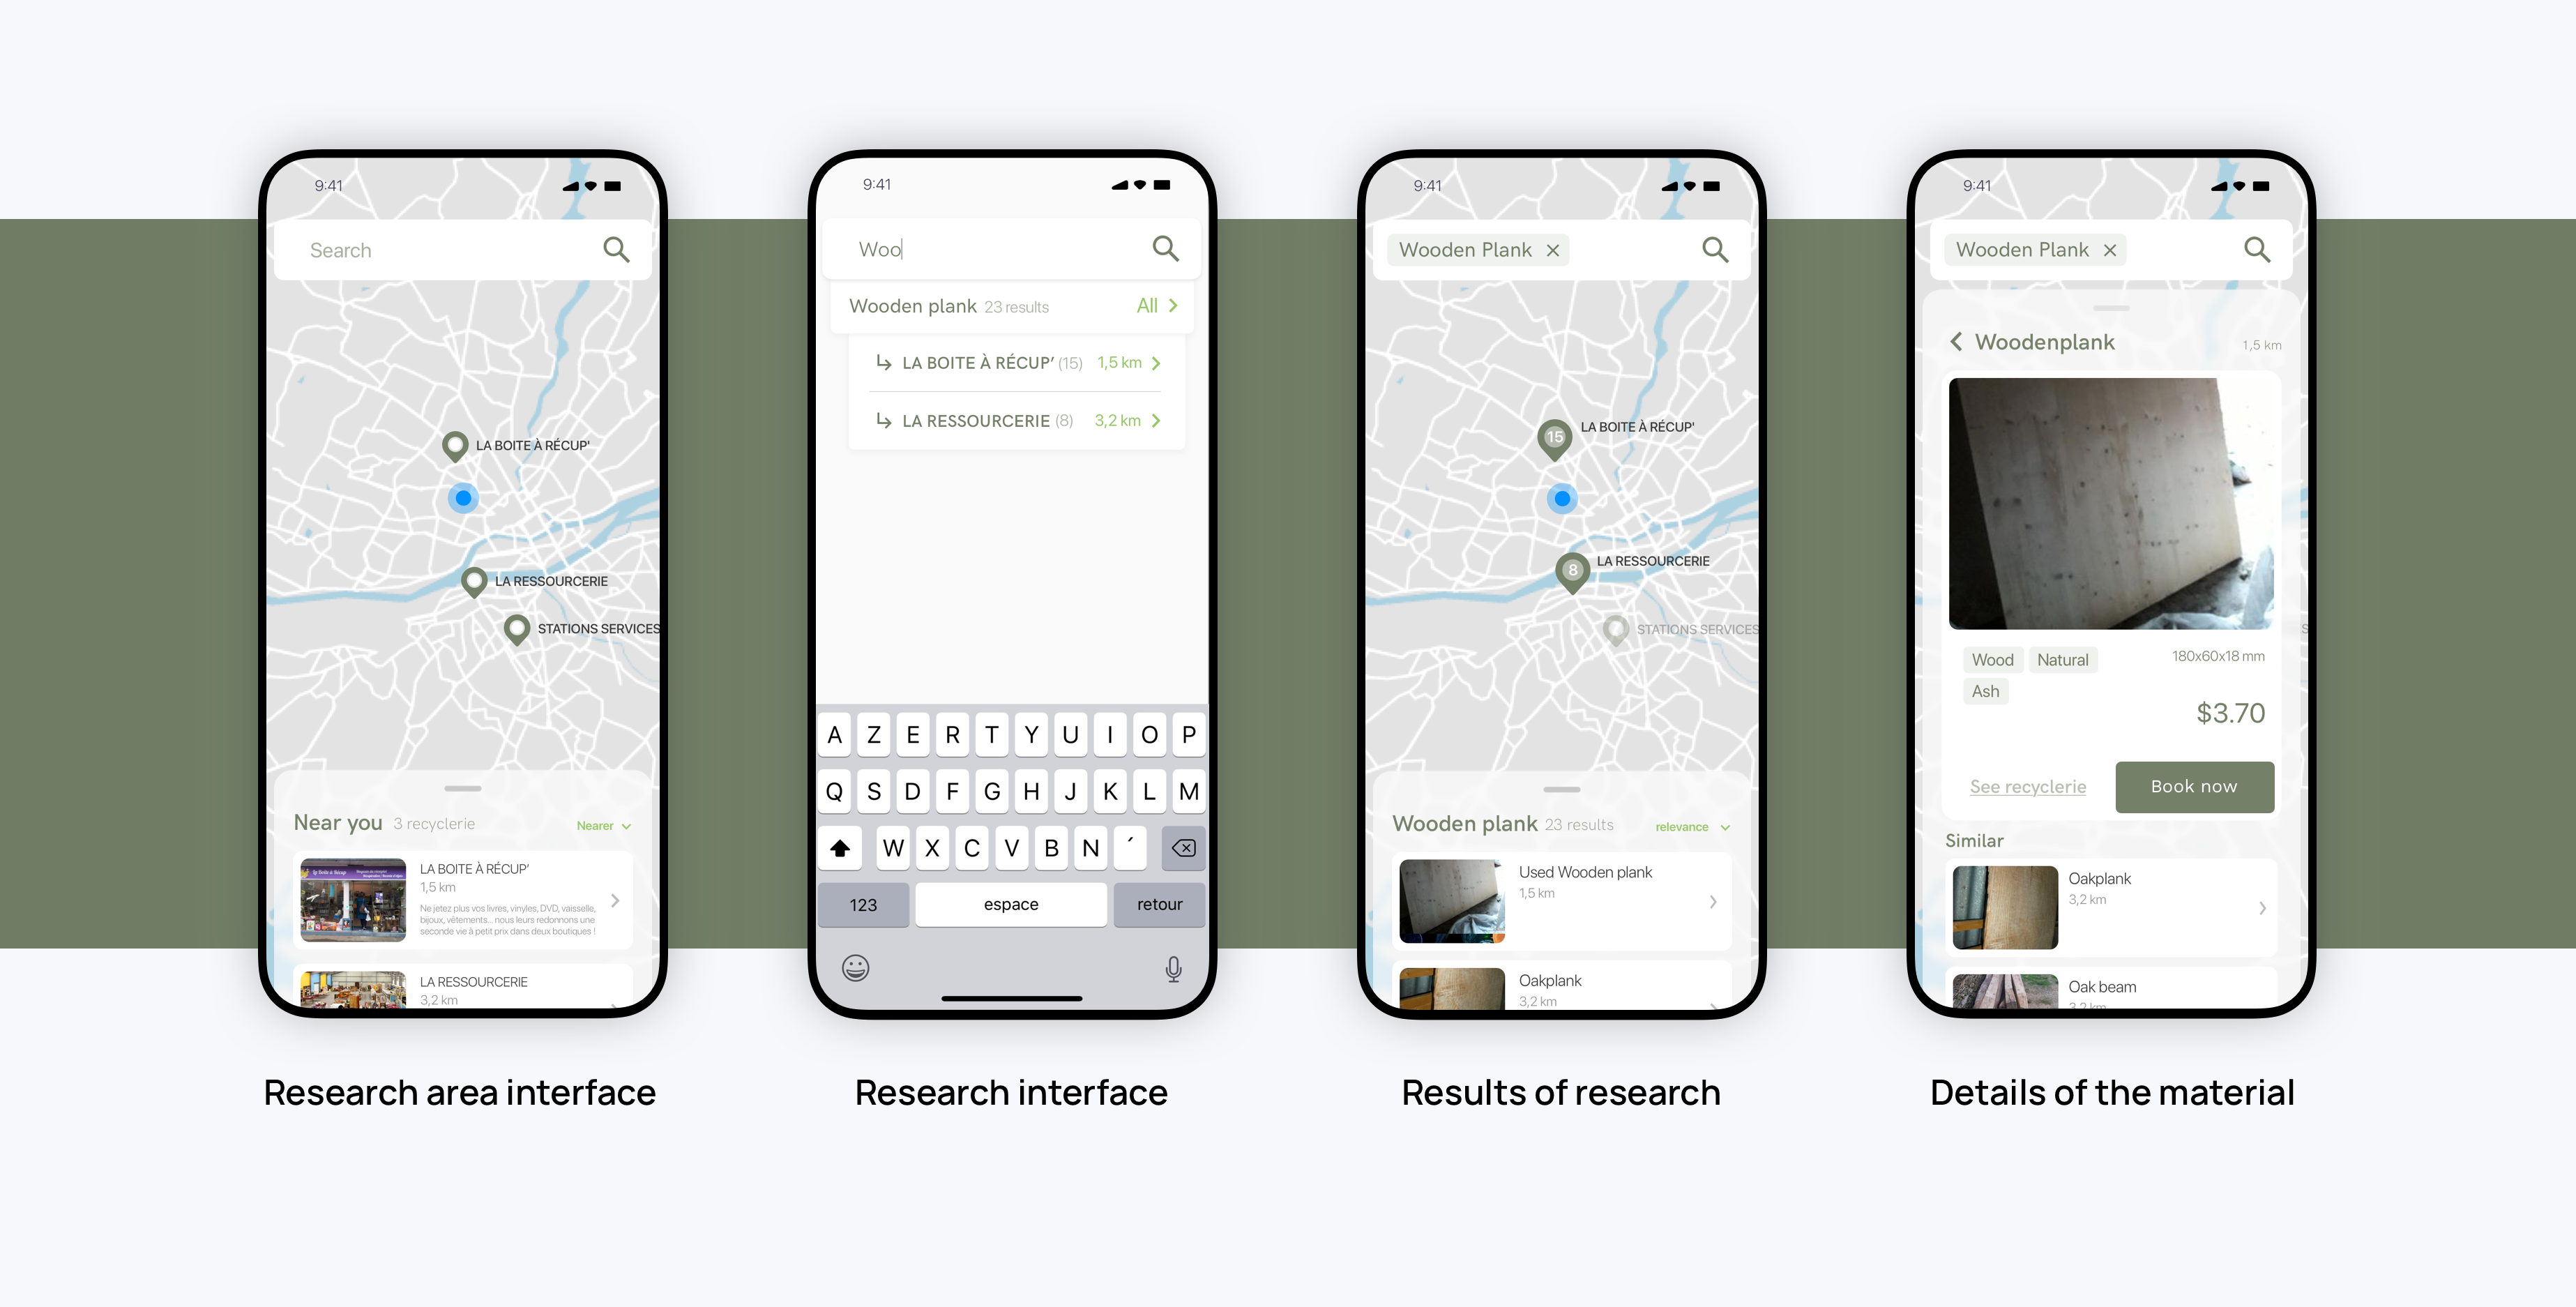 9:41
Search
LA BOITE À RÉCUP'
LA RESSOURCERIE
STATIONS SERVICES
Near you 3 recyclerie Nearer
LA BOITE À RÉCUP'
1,5 km
Ne jetez plus vos livres, vinyles, DVD, vaisselle,
bijoux, vêtements... nous leurs redonnons une
seconde vie à petit prix dans deux boutiques !
LA RESSOURCERIE
3,2 km
Research area interface
9:41
Woo
Wooden plank 23 results All
LA BOITE À RÉCUP' (15) 1,5 km
LA RESSOURCERIE (8) 3,2 km
A Z E R T Y U I O P
Q S D F G H J K L M
W X C V B N ´
123 espace retour
Research interface
9:41
Wooden Plank
15 LA BOITE À RÉCUP'
8 LA RESSOURCERIE
STATIONS SERVICES
Wooden plank 23 results relevance
Used Wooden plank
1,5 km
Oakplank
3,2 km
Results of research
9:41
Wooden Plank
Woodenplank 1,5 km
Wood Natural 180x60x18 mm
Ash
$3.70
See recyclerie Book now
Similar
Oakplank
3,2 km
Oak beam
3,2 km
Details of the material